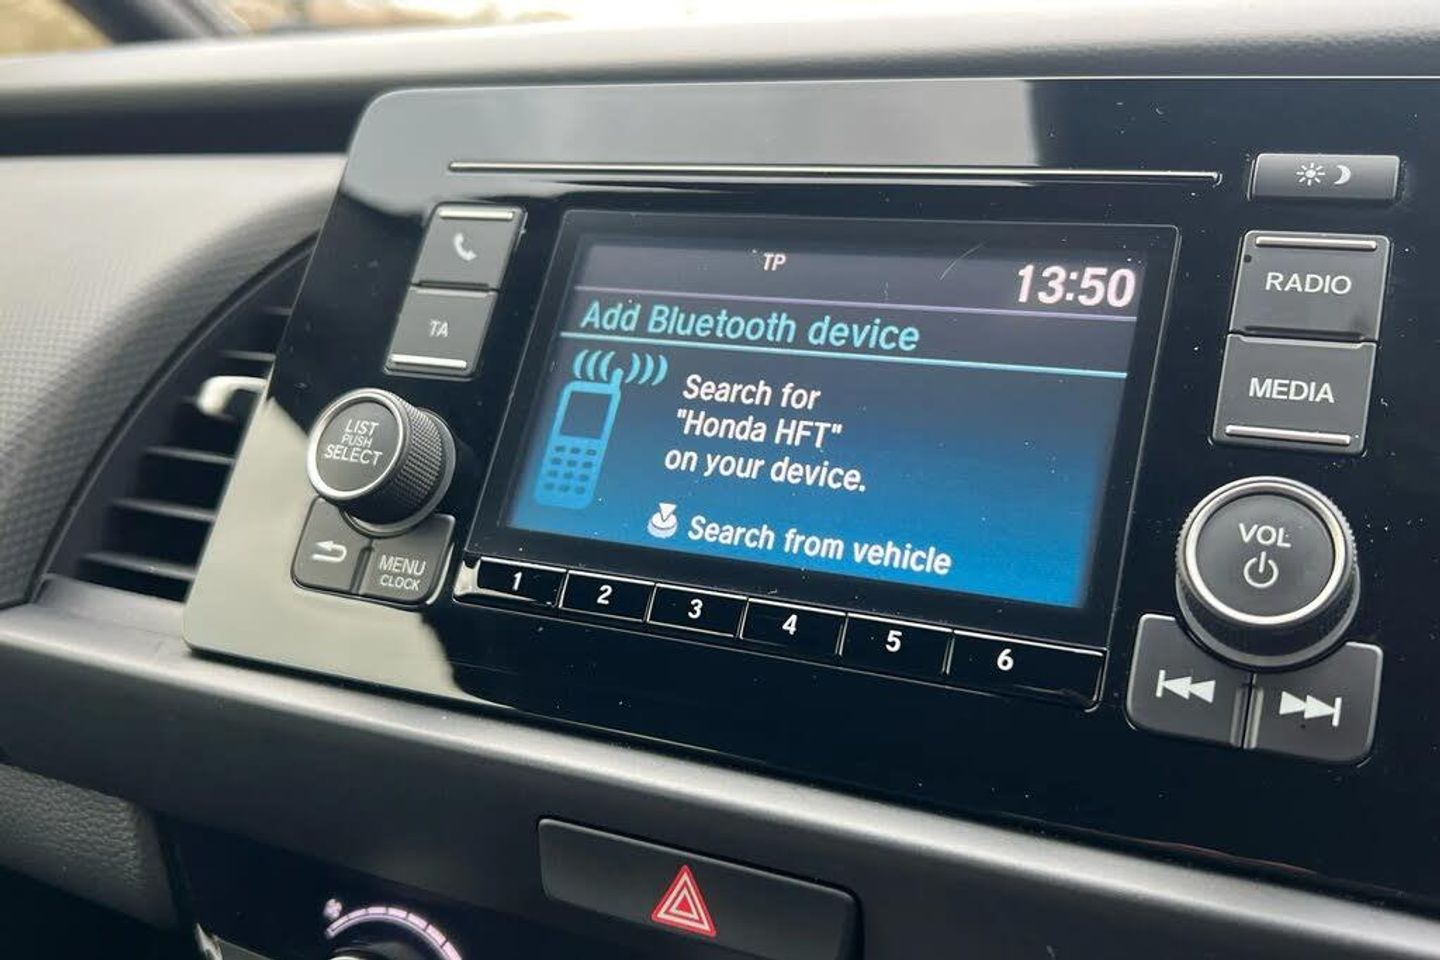 TP
13:50
Add Bluetooth device
Search for
"Honda HFT"
on your device.
Search from vehicle
TA
LIST
PUSH
SELECT
MENU
CLOCK
1 2 3 4 5 6
RADIO
MEDIA
VOL